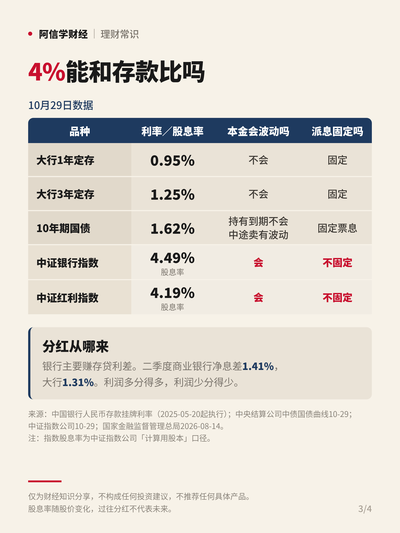 阿信学财经｜理财常识
4%能和存款比吗
10月29日数据
品种 利率／股息率 本金会波动吗 派息固定吗
大行1年定存 0.95% 不会 固定
大行3年定存 1.25% 不会 固定
10年期国债 1.62% 持有到期不会 固定票息
中途卖有波动
中证银行指数 4.49% 会 不固定
股息率
中证红利指数 4.19% 会 不固定
股息率
分红从哪来
银行主要赚存贷利差。二季度商业银行净息差1.41%，
大行1.31%。利润多分得多，利润少分得少。
来源：中国银行人民币存款挂牌利率（2025-05-20起执行）；中央结算公司中债国债曲线10-29；
中证指数公司10-29；国家金融监督管理总局2026-08-14。
注：指数股息率为中证指数公司「计算用股本」口径。
仅为财经知识分享，不构成任何投资建议，不推荐任何具体产品。
股息率随股价变化，过往分红不代表未来。
3/4